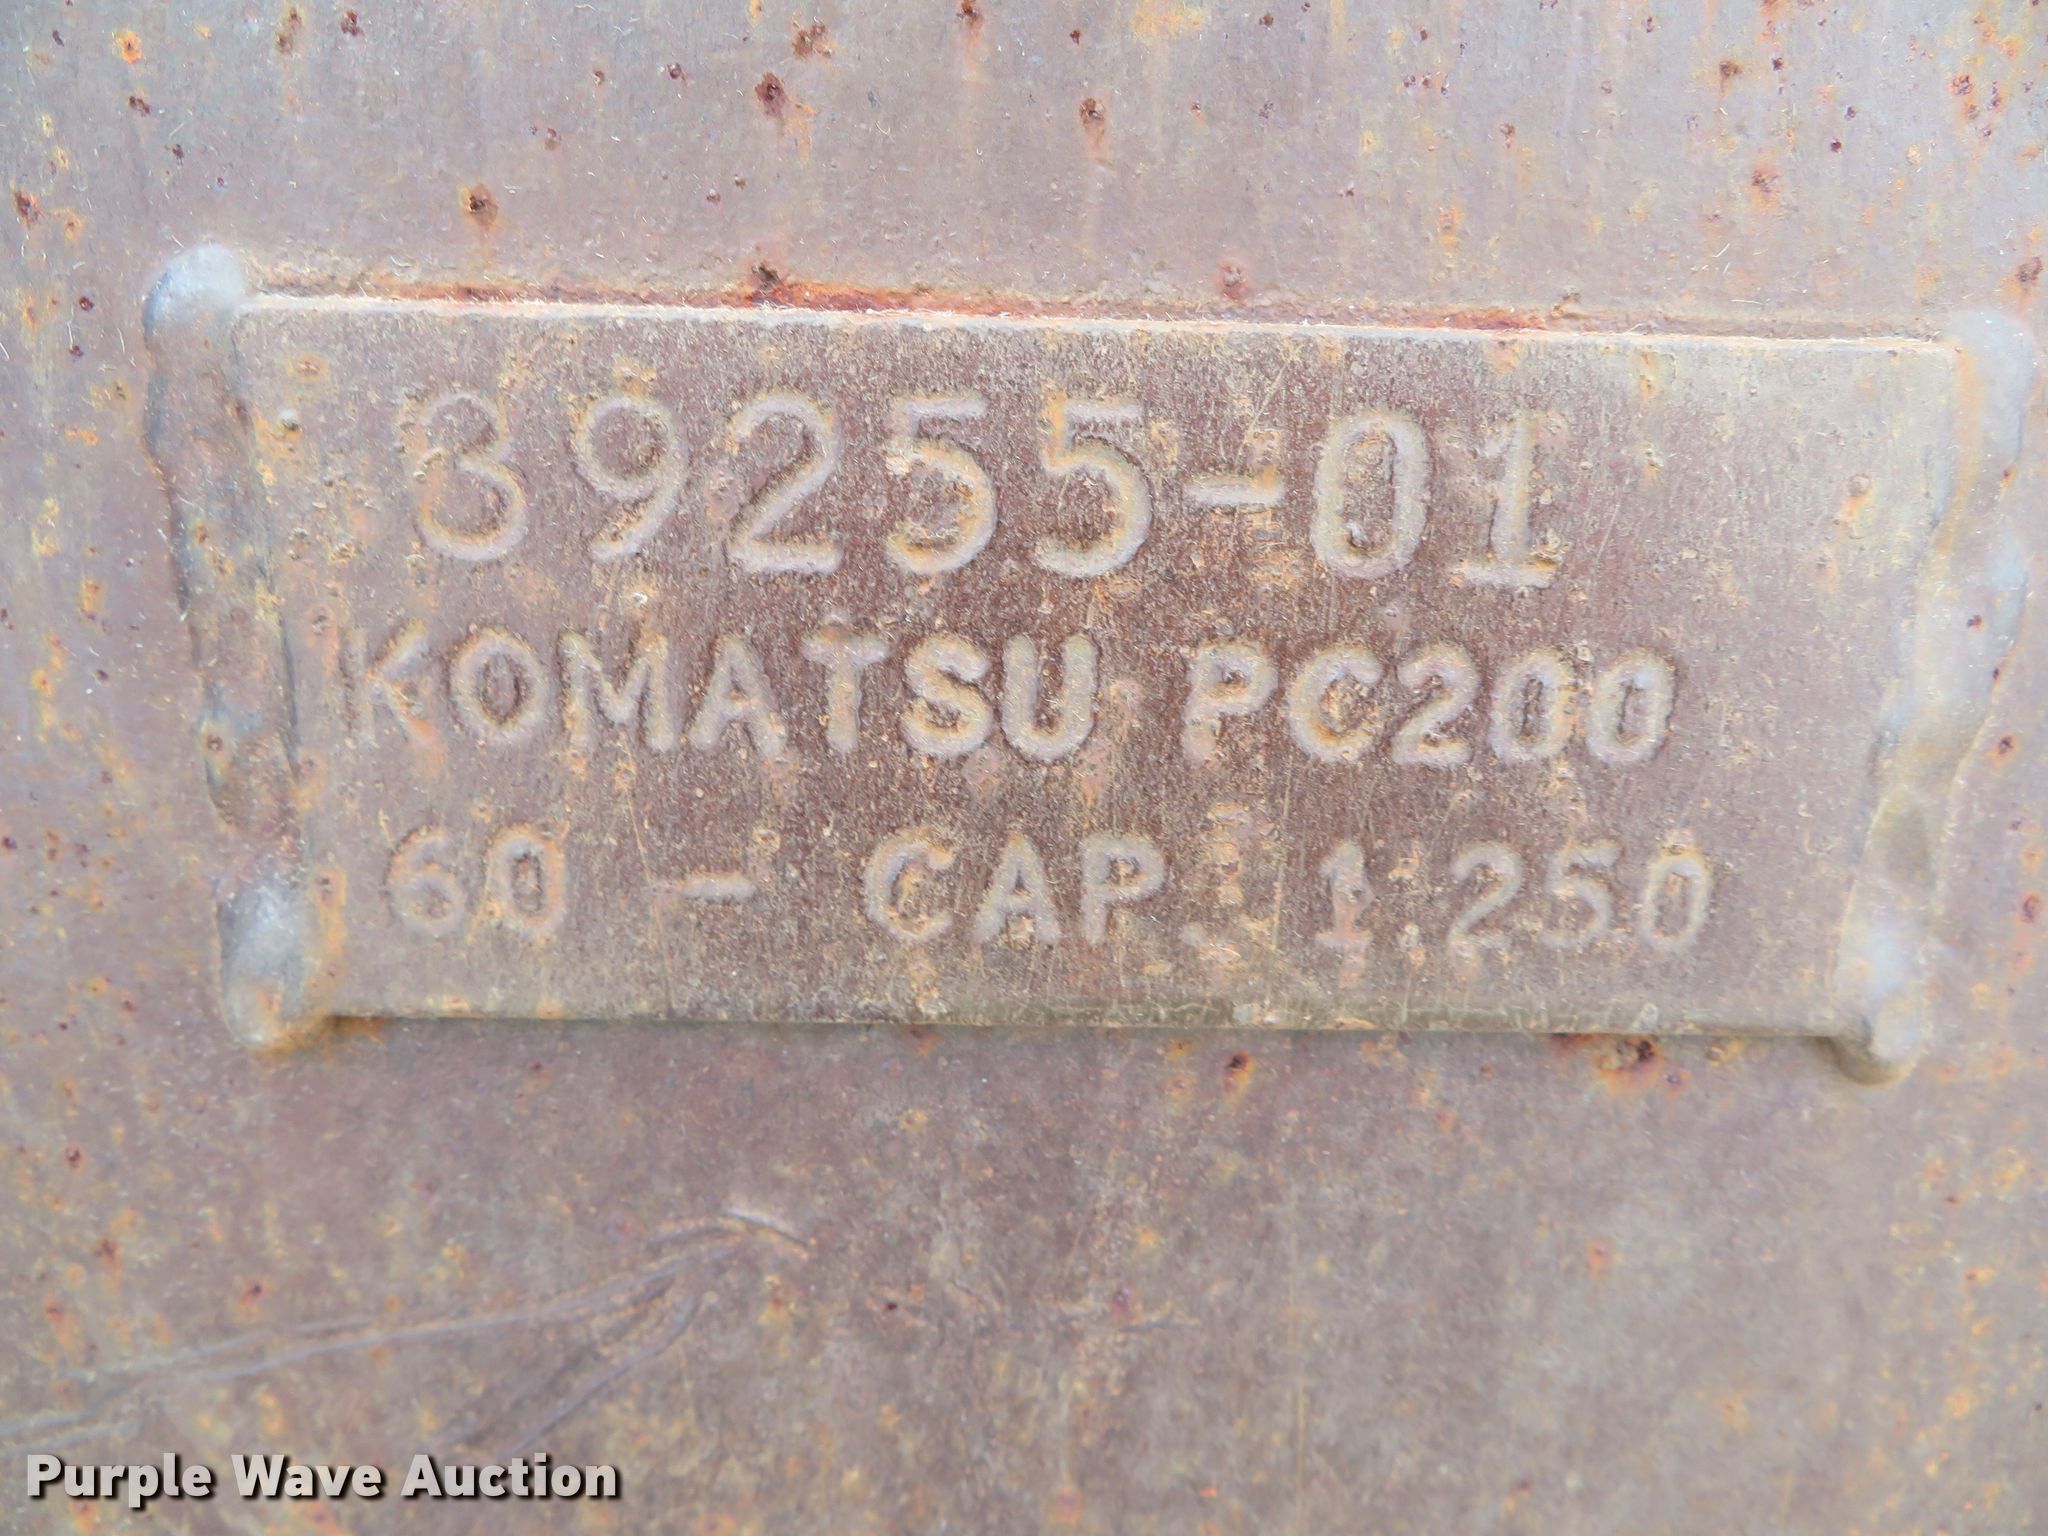 39255-01
KOMATSU PC200
60 - CAP. 1.250
Purple Wave Auction